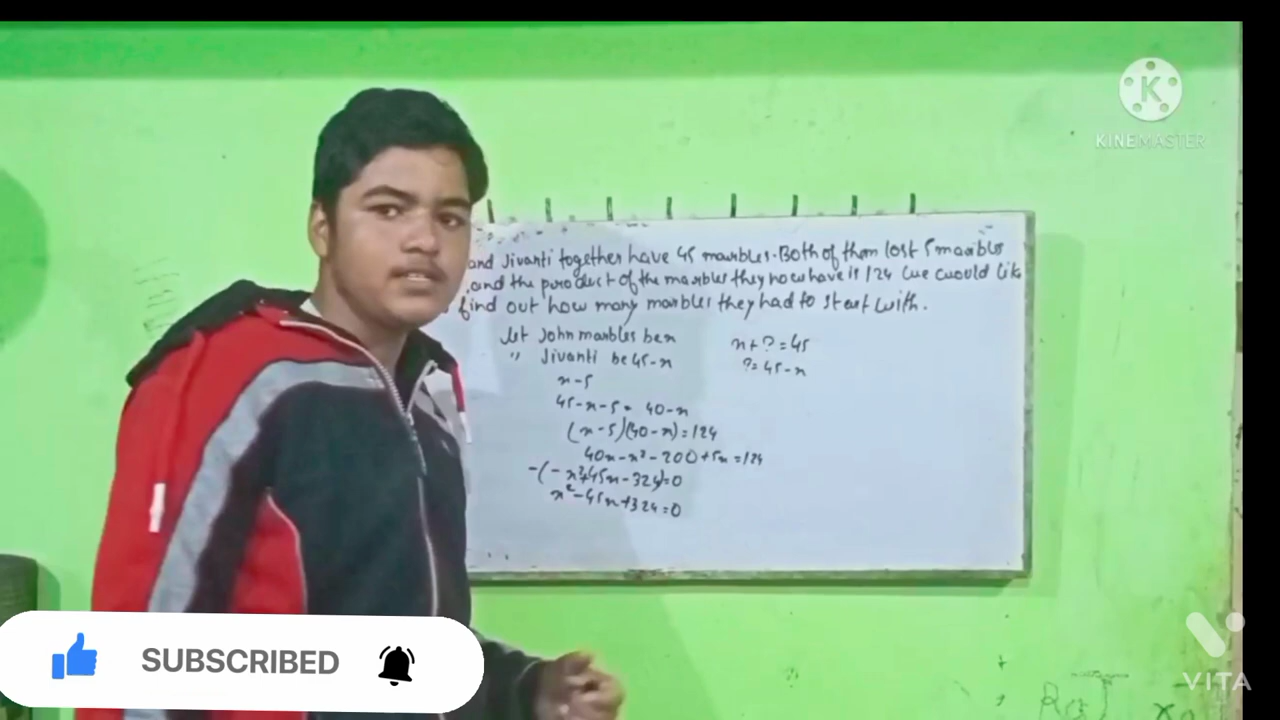 KINEMASTER
and Jivanti together have 45 marbles. Both of them lost 5 marbles
and the product of the marbles they now have is 124 we would like
find out how many marbles they had to start with.
let John marbles be x
" Jivanti be 45-x
x-5
45-x-5 = 40-x
(x-5)(40-x)=124
40x-x²-200+5x=124
-(-x²+45x-324)=0
x²-45x+324=0
x+?=45
?=45-x
SUBSCRIBED
VITA